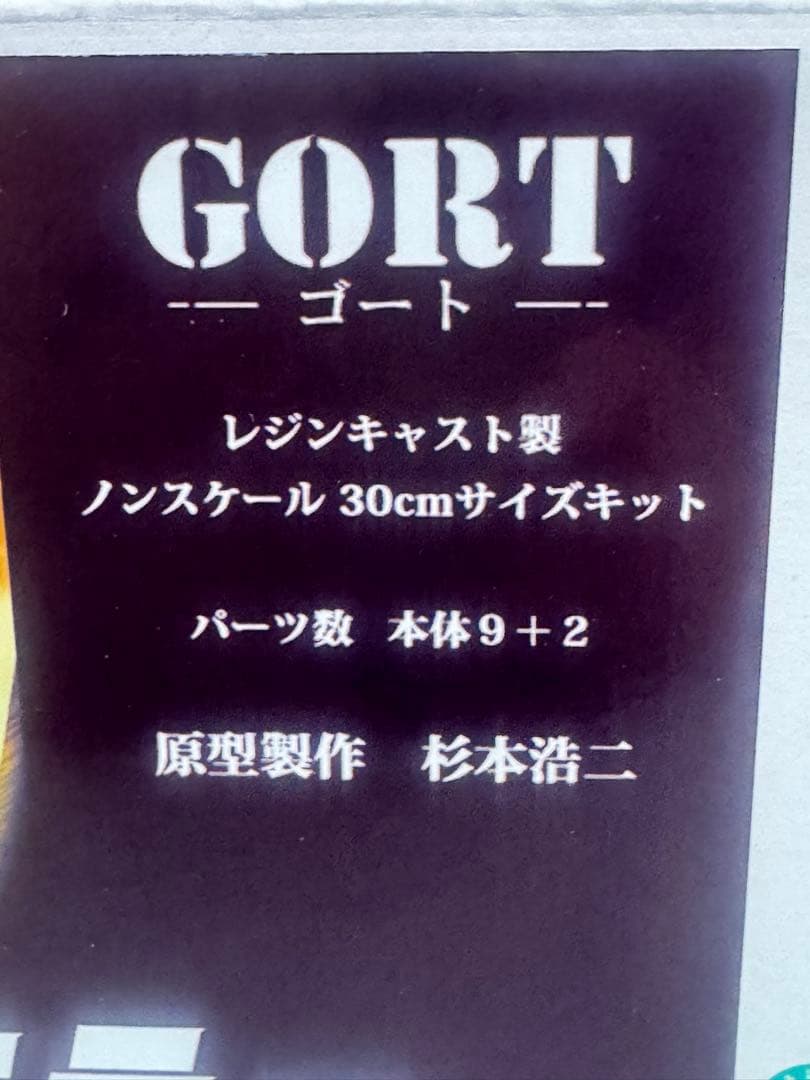 GORT
ゴート
レジンキャスト製
ノンスケール 30cmサイズキット
パーツ数 本体9+2
原型製作 杉本浩二